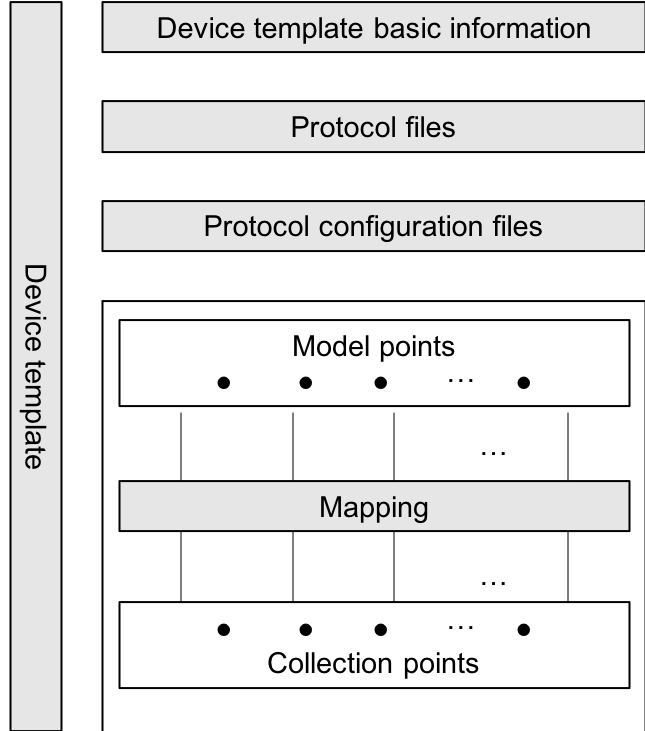 Device template
Device template basic information
Protocol files
Protocol configuration files
Model points
...
...
Mapping
...
...
Collection points